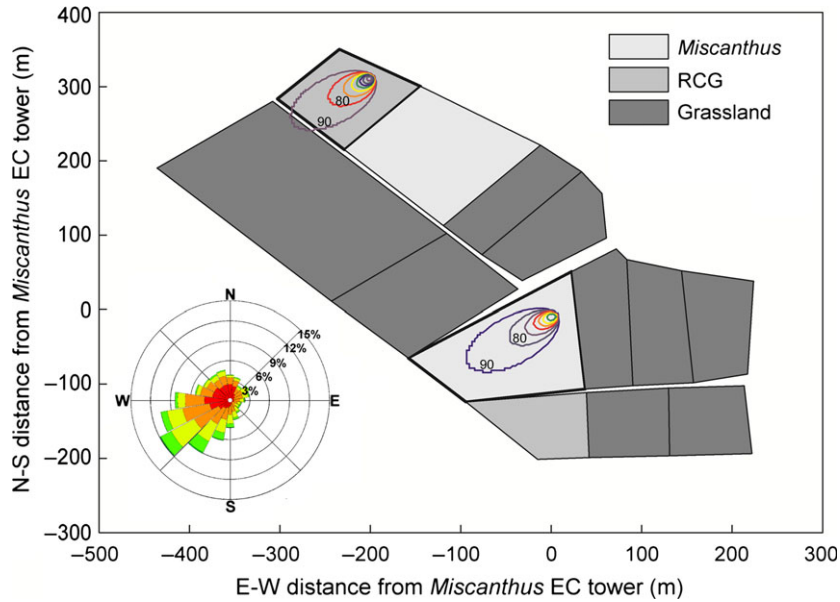 400
300
200
100
0
–100
–200
–300
N-S distance from Miscanthus EC tower (m)
–500
–400
–300
–200
–100
0
100
200
300
E-W distance from Miscanthus EC tower (m)
Miscanthus
RCG
Grassland
80
90
80
90
N
15%
12%
9%
6%
3%
W
E
S